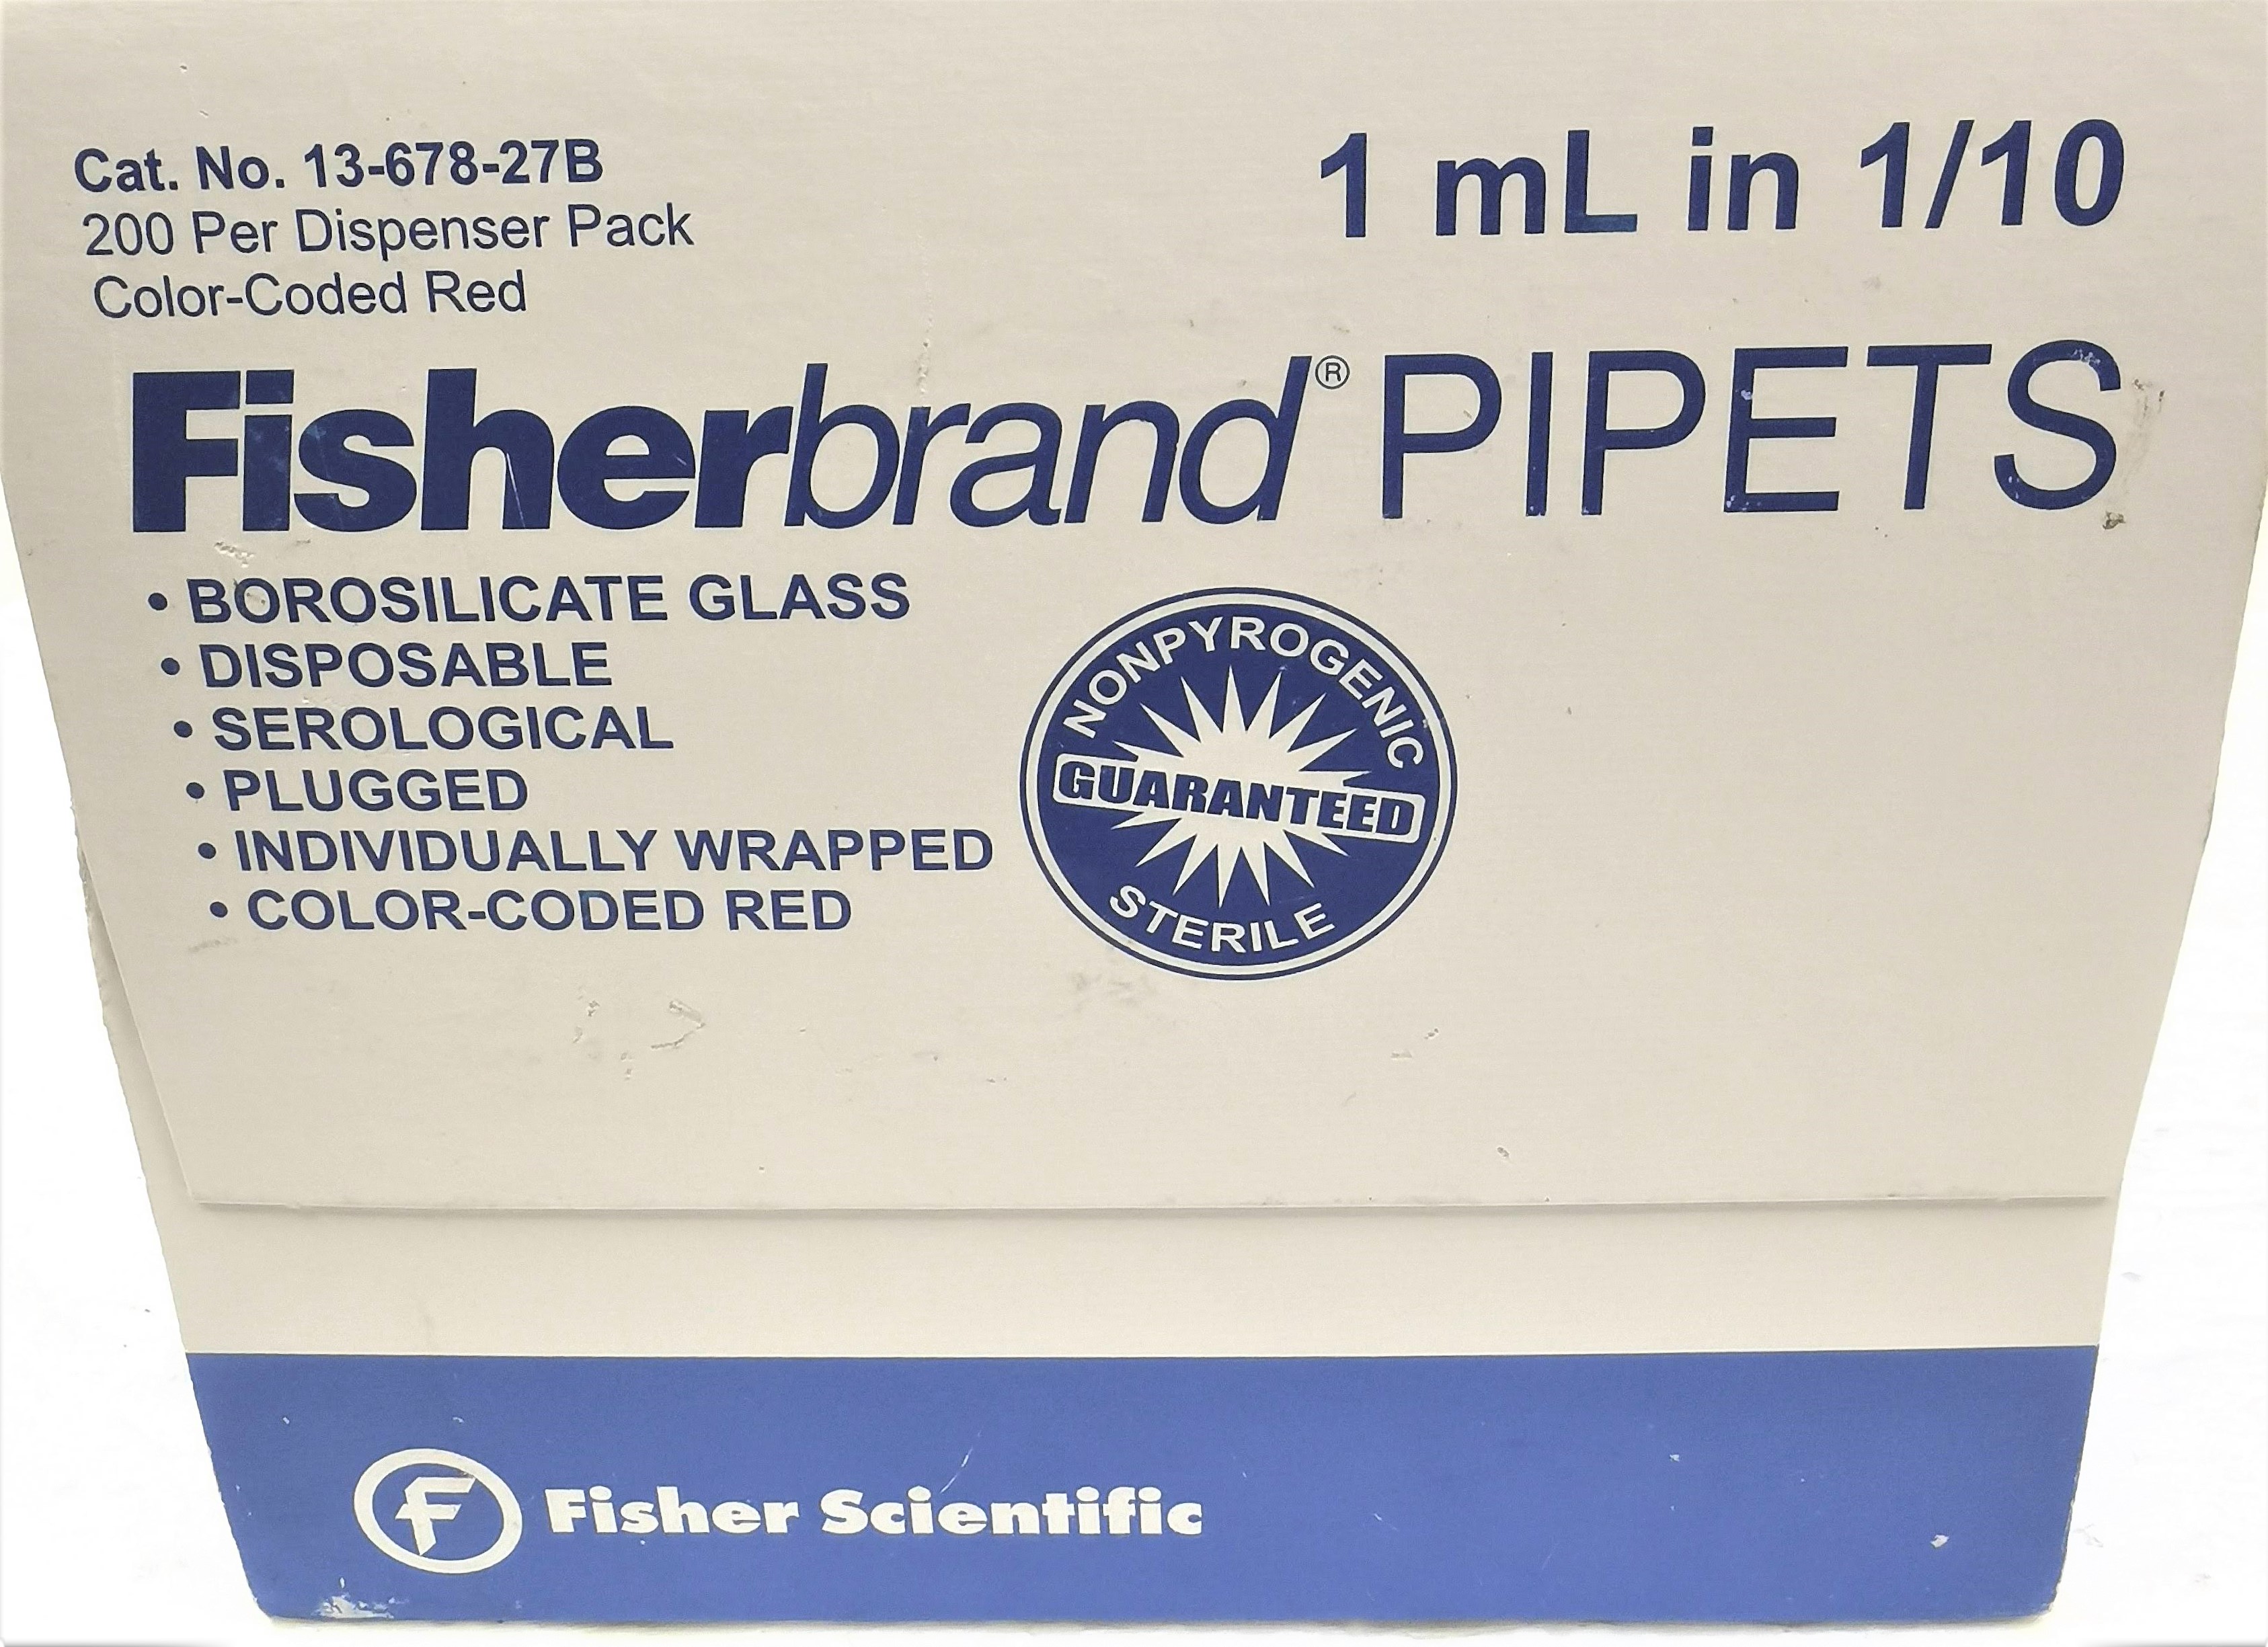 Cat. No. 13-678-27B
200 Per Dispenser Pack
Color-Coded Red
1 mL in 1/10
Fisherbrand® PIPETS
• BOROSILICATE GLASS
• DISPOSABLE
• SEROLOGICAL
• PLUGGED
• INDIVIDUALLY WRAPPED
• COLOR-CODED RED
NONPYROGENIC
GUARANTEED
STERILE
F Fisher Scientific